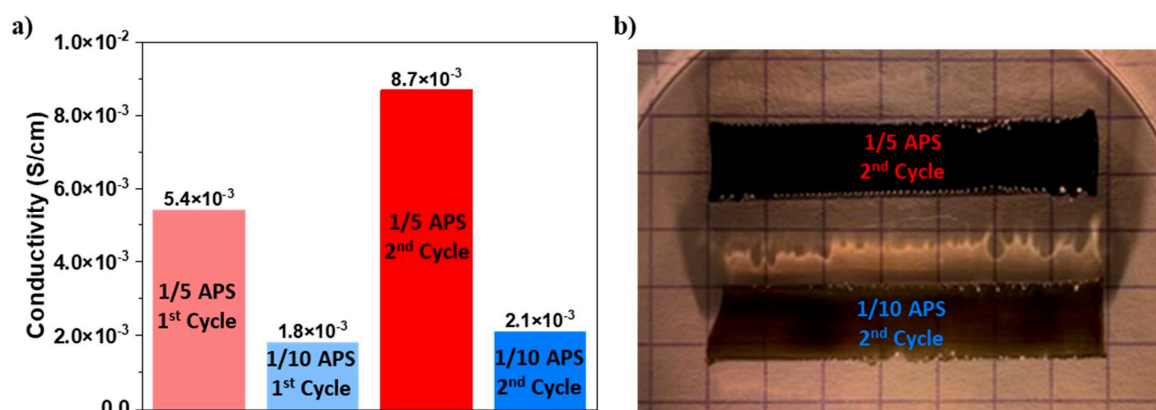 a)
b)
Conductivity (S/cm)
1.0×10⁻²
8.0×10⁻³
6.0×10⁻³
4.0×10⁻³
2.0×10⁻³
0.0
5.4×10⁻³
1/5 APS
1ˢᵗ Cycle
1.8×10⁻³
1/10 APS
1ˢᵗ Cycle
8.7×10⁻³
1/5 APS
2ⁿᵈ Cycle
2.1×10⁻³
1/10 APS
2ⁿᵈ Cycle
1/5 APS
2ⁿᵈ Cycle
1/10 APS
2ⁿᵈ Cycle